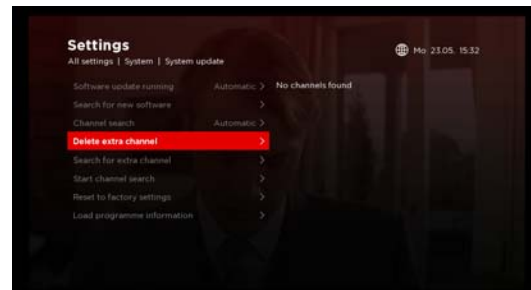 Settings
All settings | System | System update
Mo 23.05. 15:32
Software update running Automatic > No channels found
Search for new software >
Channel search Automatic >
Delete extra channel >
Search for extra channel >
Start channel search >
Reset to factory settings >
Load programme information >